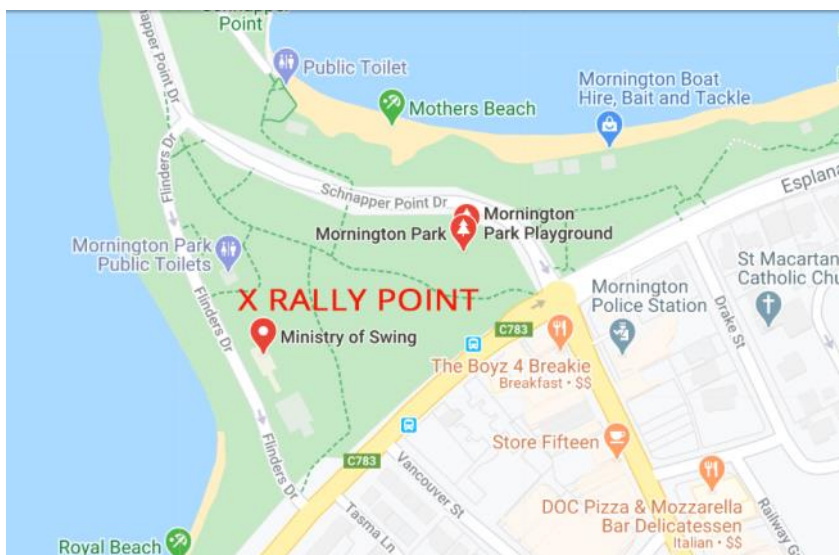 Schnapper
Point
Public Toilet
Mornington Boat
Hire, Bait and Tackle
Mothers Beach
Schnapper Point Dr
Flinders Dr
Schnapper Point Dr
Esplana
Mornington
Park Playground
Mornington Park
Mornington Park
Public Toilets
St Macartan
Catholic Chu
Mornington
Police Station
X RALLY POINT
Ministry of Swing
Drake St
C783
The Boyz 4 Breakie
Breakfast • $$
Flinders Dr
Store Fifteen
C783
Vancouver St
DOC Pizza & Mozzarella
Bar Delicatessen
Italian • $$
Flinders Dr
Tasma Ln
Railway G
Royal Beach